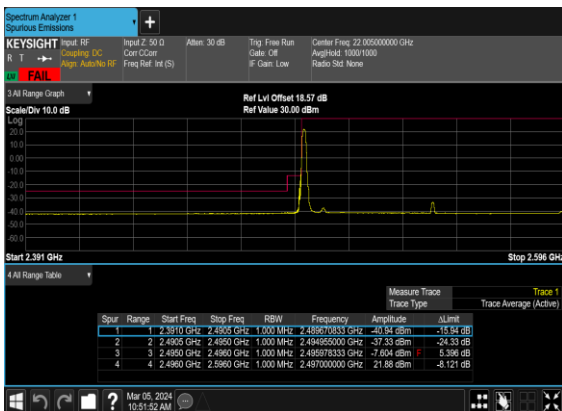 Spectrum Analyzer 1
Spurious Emissions
+
KEYSIGHT Input: RF Input Z: 50 Ω Atten: 30 dB Trig: Free Run Center Freq: 22.005000000 GHz
R T Coupling: DC Corr CCorr Gate: Off Avg|Hold: 1000/1000
Align: Auto/No RF Freq Ref: Int (S) IF Gain: Low Radio Std: None
LV FAIL
3 All Range Graph Ref Lvl Offset 18.57 dB
Scale/Div 10.0 dB Ref Value 30.00 dBm
Log
20.0
10.0
0.00
-10.0
-20.0
-30.0
-40.0
-50.0
-60.0
Start 2.391 GHz Stop 2.596 GHz
4 All Range Table
Measure Trace Trace 1
Trace Type Trace Average (Active)
Spur Range Start Freq Stop Freq RBW Frequency Amplitude ΔLimit
1 1 2.3910 GHz 2.4905 GHz 1.000 MHz 2.489670833 GHz -40.94 dBm -15.94 dB
2 2 2.4905 GHz 2.4950 GHz 1.000 MHz 2.494955000 GHz -37.33 dBm -24.33 dB
3 3 2.4950 GHz 2.4960 GHz 1.000 MHz 2.495978333 GHz -7.604 dBm F 5.396 dB
4 4 2.4960 GHz 2.5960 GHz 1.000 MHz 2.497000000 GHz 21.88 dBm -8.121 dB
? Mar 05, 2024
10:51:52 AM